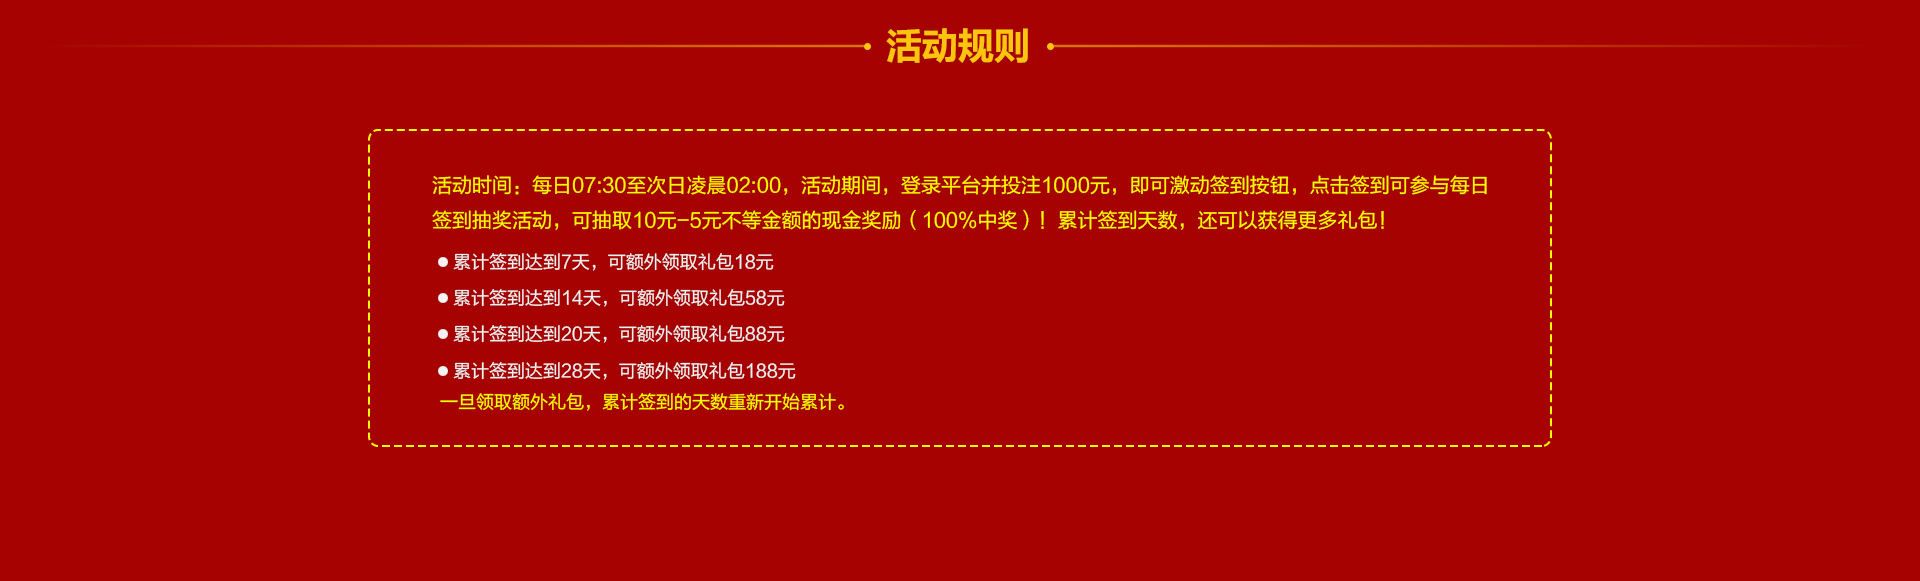 活动规则
活动时间：每日07:30至次日凌晨02:00，活动期间，登录平台并投注1000元，即可激动签到按钮，点击签到可参与每日
签到抽奖活动，可抽取10元-5元不等金额的现金奖励（100%中奖）！累计签到天数，还可以获得更多礼包！
●累计签到达到7天，可额外领取礼包18元
●累计签到达到14天，可额外领取礼包58元
●累计签到达到20天，可额外领取礼包88元
●累计签到达到28天，可额外领取礼包188元
一旦领取额外礼包，累计签到的天数重新开始累计。